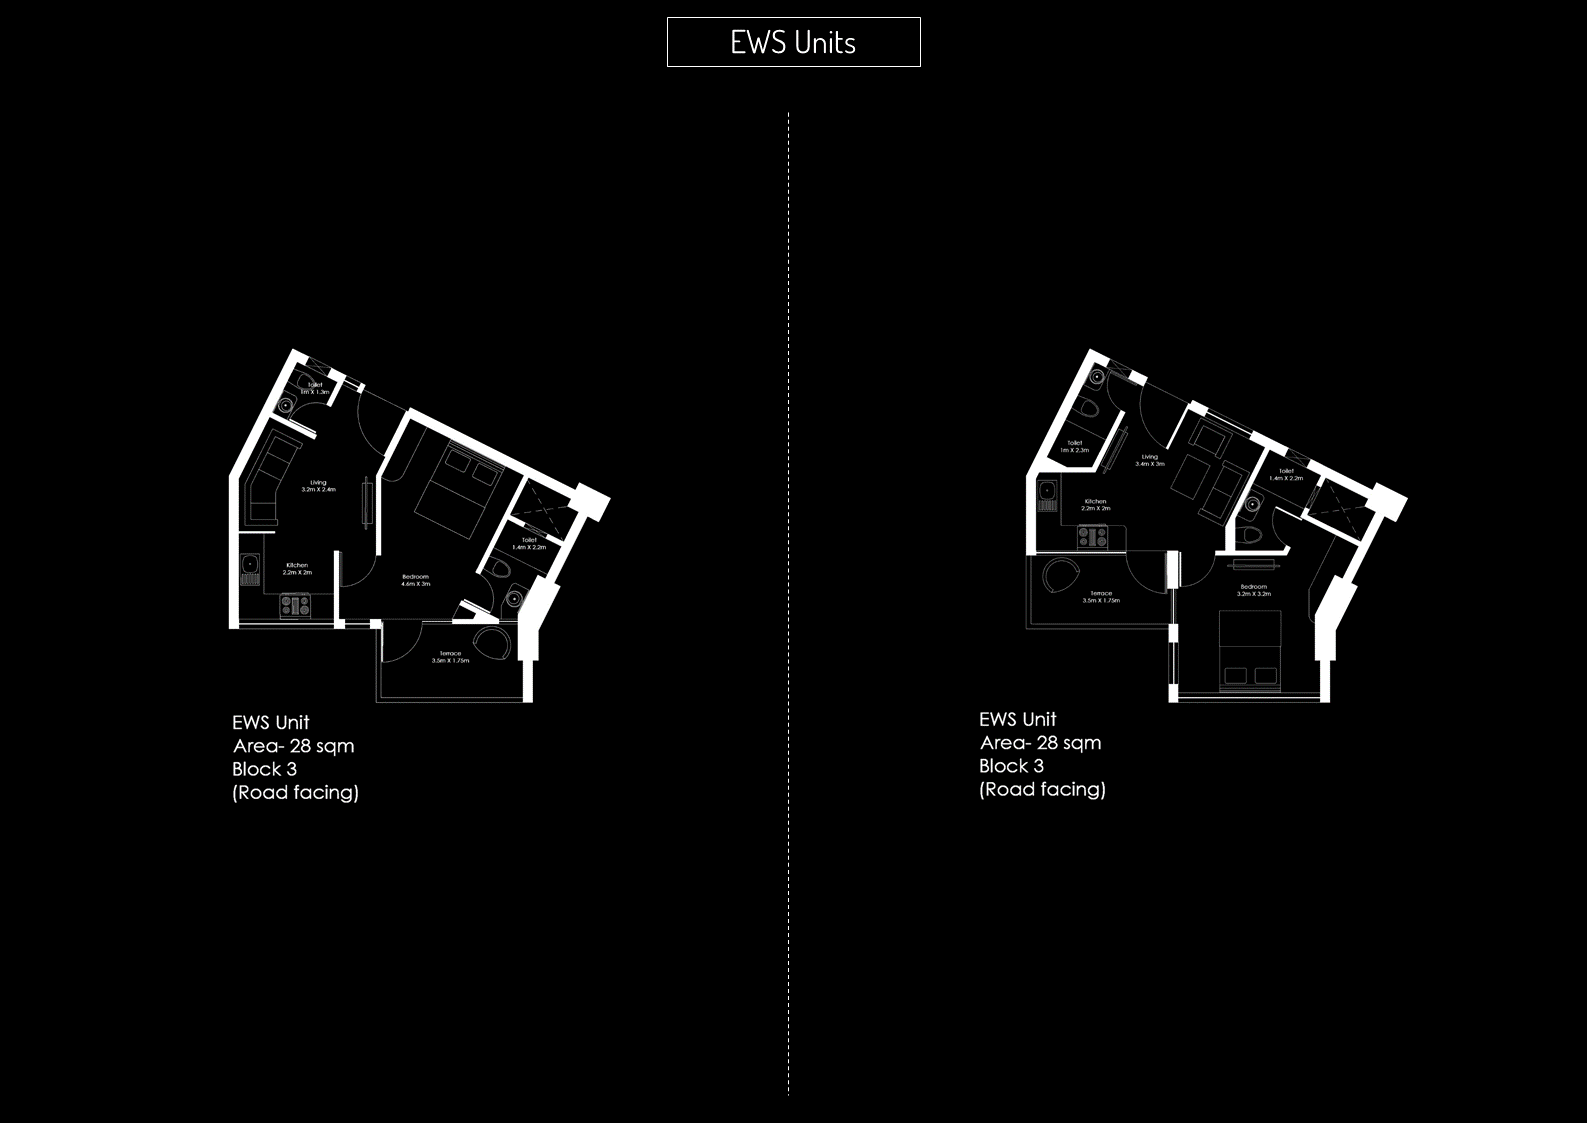 EWS Units
Toilet
1m X 1.3m
Living
3.2m X 2.4m
Kitchen
2.2m X 2m
Bedroom
4.6m X 3m
Toilet
1.4m X 2.2m
Terrace
3.5m X 1.75m
EWS Unit
Area- 28 sqm
Block 3
(Road facing)
Toilet
1m X 2.3m
Living
3.4m X 3m
Toilet
1.4m X 2.2m
Kitchen
2.2m X 2m
Terrace
3.5m X 1.75m
Bedroom
3.2m X 3.2m
EWS Unit
Area- 28 sqm
Block 3
(Road facing)